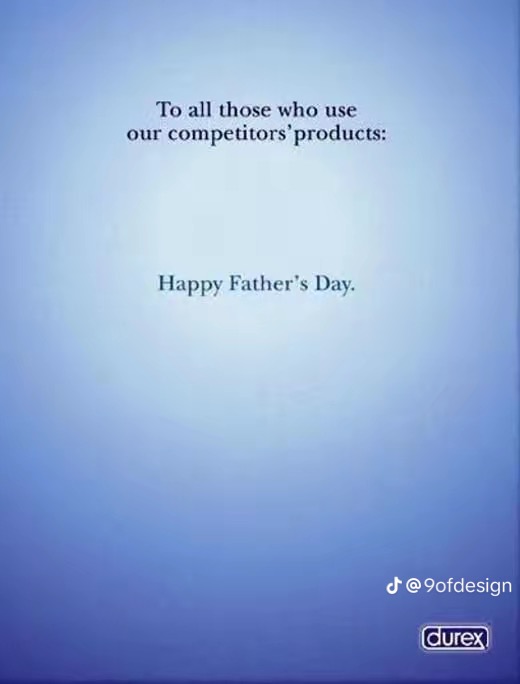 To all those who use
our competitors'products:
Happy Father's Day.
@9ofdesign
durex